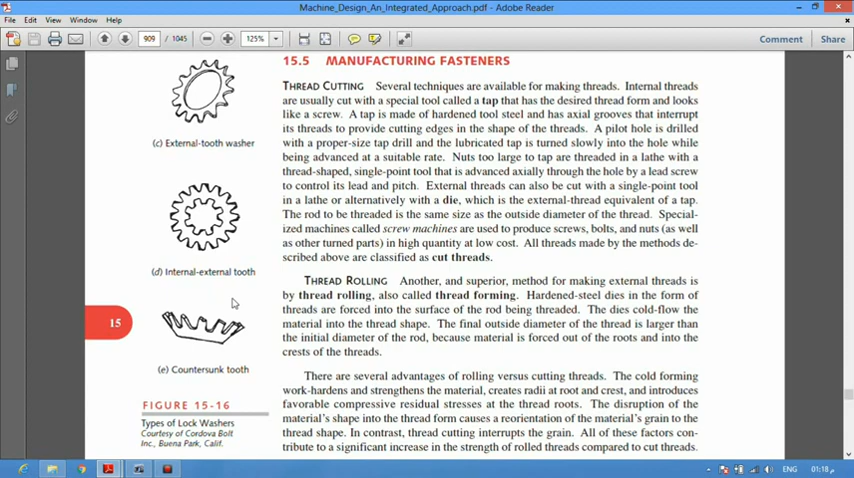 Machine_Design_An_Integrated_Approach.pdf - Adobe Reader
File Edit View Window Help
909 / 1045 125% Comment Share
(c) External-tooth washer
(d) Internal-external tooth
15
(e) Countersunk tooth
FIGURE 15-16
Types of Lock Washers
Courtesy of Cordova Bolt
Inc., Buena Park, Calif.
15.5 MANUFACTURING FASTENERS
THREAD CUTTING Several techniques are available for making threads. Internal threads
are usually cut with a special tool called a tap that has the desired thread form and looks
like a screw. A tap is made of hardened tool steel and has axial grooves that interrupt
its threads to provide cutting edges in the shape of the threads. A pilot hole is drilled
with a proper-size tap drill and the lubricated tap is turned slowly into the hole while
being advanced at a suitable rate. Nuts too large to tap are threaded in a lathe with a
thread-shaped, single-point tool that is advanced axially through the hole by a lead screw
to control its lead and pitch. External threads can also be cut with a single-point tool
in a lathe or alternatively with a die, which is the external-thread equivalent of a tap.
The rod to be threaded is the same size as the outside diameter of the thread. Special-
ized machines called screw machines are used to produce screws, bolts, and nuts (as well
as other turned parts) in high quantity at low cost. All threads made by the methods de-
scribed above are classified as cut threads.
THREAD ROLLING Another, and superior, method for making external threads is
by thread rolling, also called thread forming. Hardened-steel dies in the form of
threads are forced into the surface of the rod being threaded. The dies cold-flow the
material into the thread shape. The final outside diameter of the thread is larger than
the initial diameter of the rod, because material is forced out of the roots and into the
crests of the threads.
There are several advantages of rolling versus cutting threads. The cold forming
work-hardens and strengthens the material, creates radii at root and crest, and introduces
favorable compressive residual stresses at the thread roots. The disruption of the
material's shape into the thread form causes a reorientation of the material's grain to the
thread shape. In contrast, thread cutting interrupts the grain. All of these factors con-
tribute to a significant increase in the strength of rolled threads compared to cut threads.
ENG 01:18 م